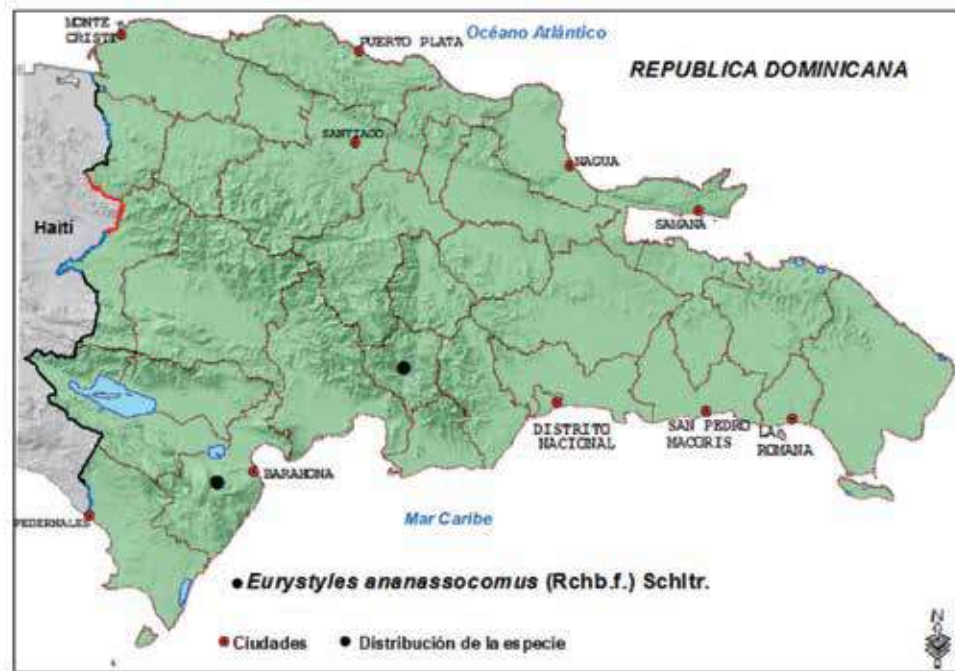 MONTE
CRISTI
PUERTO PLATA
Océano Atlántico
REPUBLICA DOMINICANA
SANTIAGO
NAGUA
SAMANA
Haití
DISTRITO
NACIONAL
SAN PEDRO
MACORIS
LA
ROMANA
BARAHONA
PEDERNALES
Mar Caribe
Eurystyles ananassocomus (Rchb.f.) Schltr.
Ciudades
Distribución de la especie
N